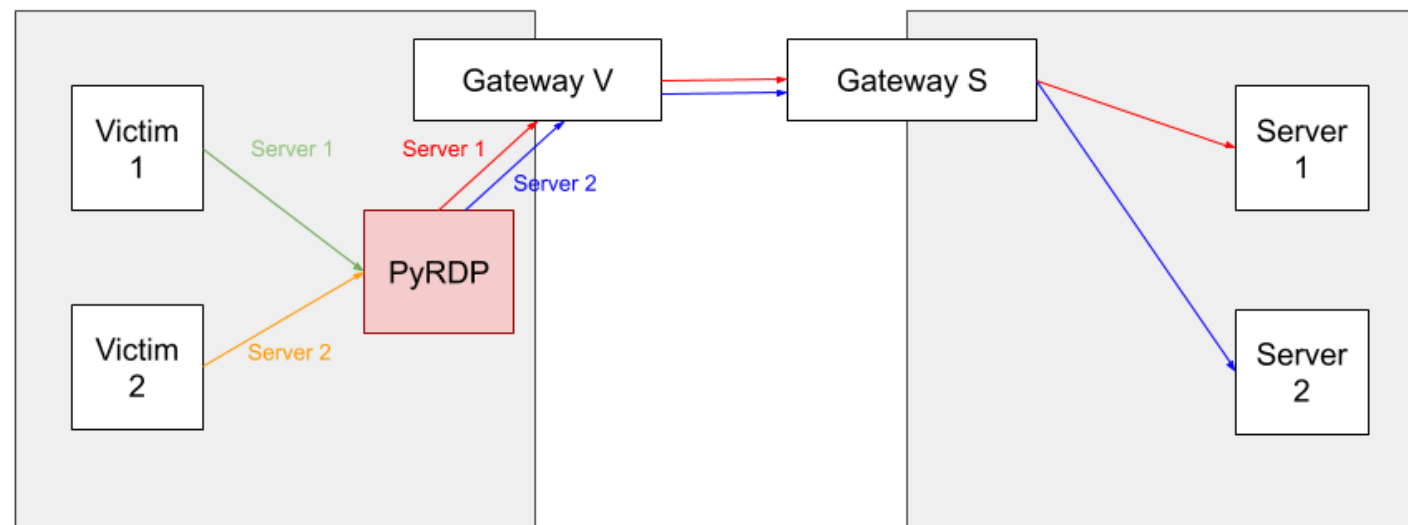 Gateway V
Gateway S
Victim
1
Server 1
Server 1
Server
1
Server 2
PyRDP
Victim
2
Server 2
Server
2